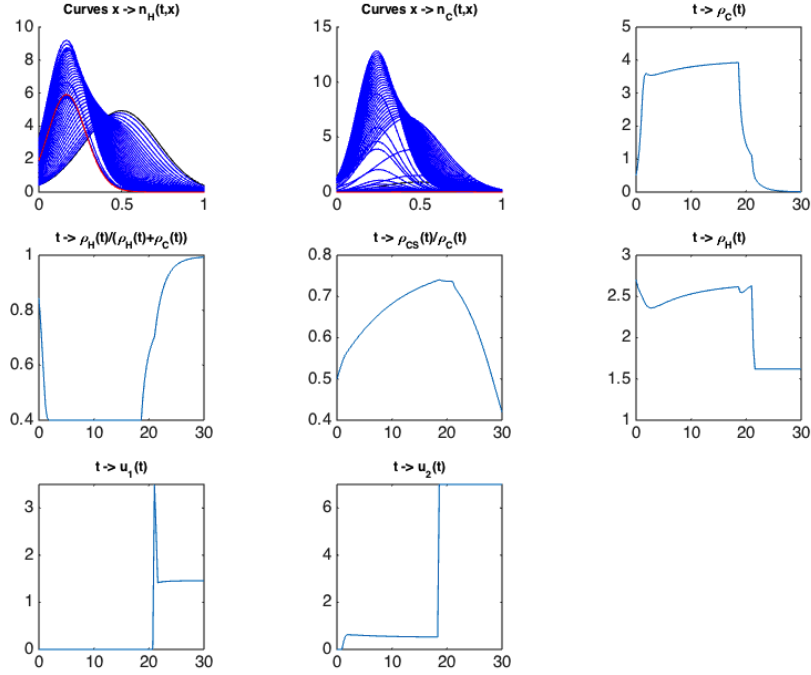 Curves x -> n_H(t,x)
Curves x -> n_C(t,x)
t -> ρ_C(t)
10
8
6
4
2
0
0 0.5 1
15
10
5
0
0 0.5 1
5
4
3
2
1
0
0 10 20 30
t -> ρ_H(t)/(ρ_H(t)+ρ_C(t))
t -> ρ_CS(t)/ρ_C(t)
t -> ρ_H(t)
1
0.8
0.6
0.4
0 10 20 30
0.8
0.7
0.6
0.5
0.4
0 10 20 30
3
2.5
2
1.5
1
0 10 20 30
t -> u_1(t)
t -> u_2(t)
3
2
1
0
0 10 20 30
6
4
2
0
0 10 20 30